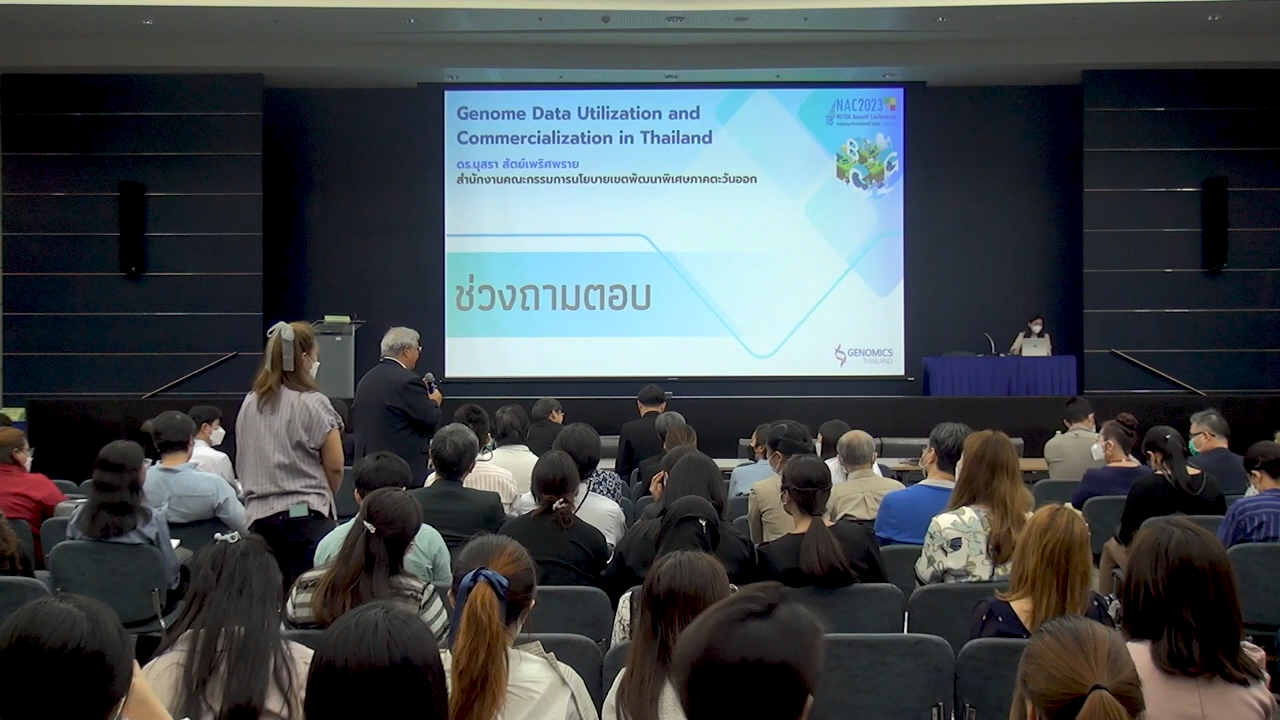 Genome Data Utilization and
Commercialization in Thailand
ดร.นุสรา สัตย์เพริศพราย
สำนักงานคณะกรรมการนโยบายเขตพัฒนาพิเศษภาคตะวันออก
ช่วงถามตอบ
18
NAC2023
NSTDA Annual Conference
GENOMICS
THAILAND